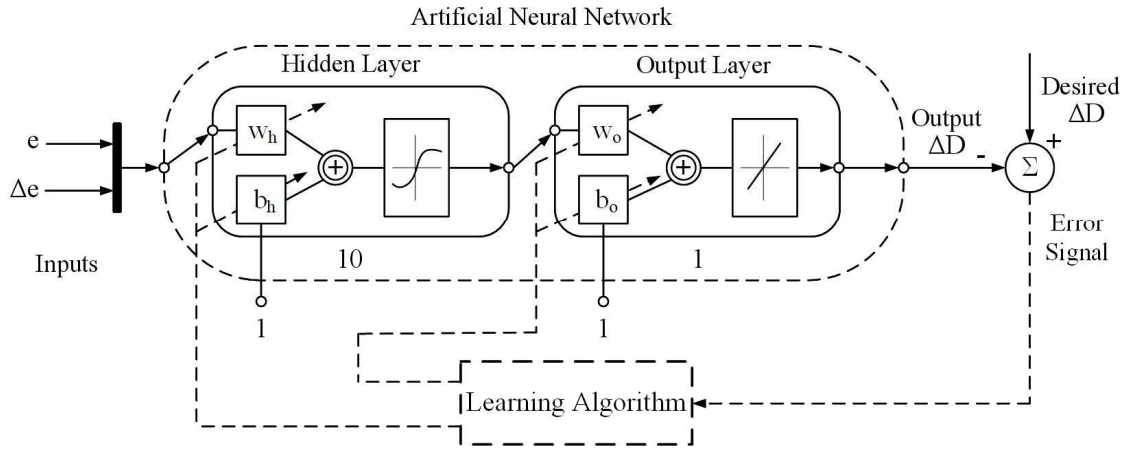 Artificial Neural Network
Hidden Layer
Output Layer
Desired
ΔD
Output
ΔD
-
+
e
Δe
Inputs
w_h
b_h
+
10
1
w_o
b_o
+
1
1
Σ
Error
Signal
Learning Algorithm